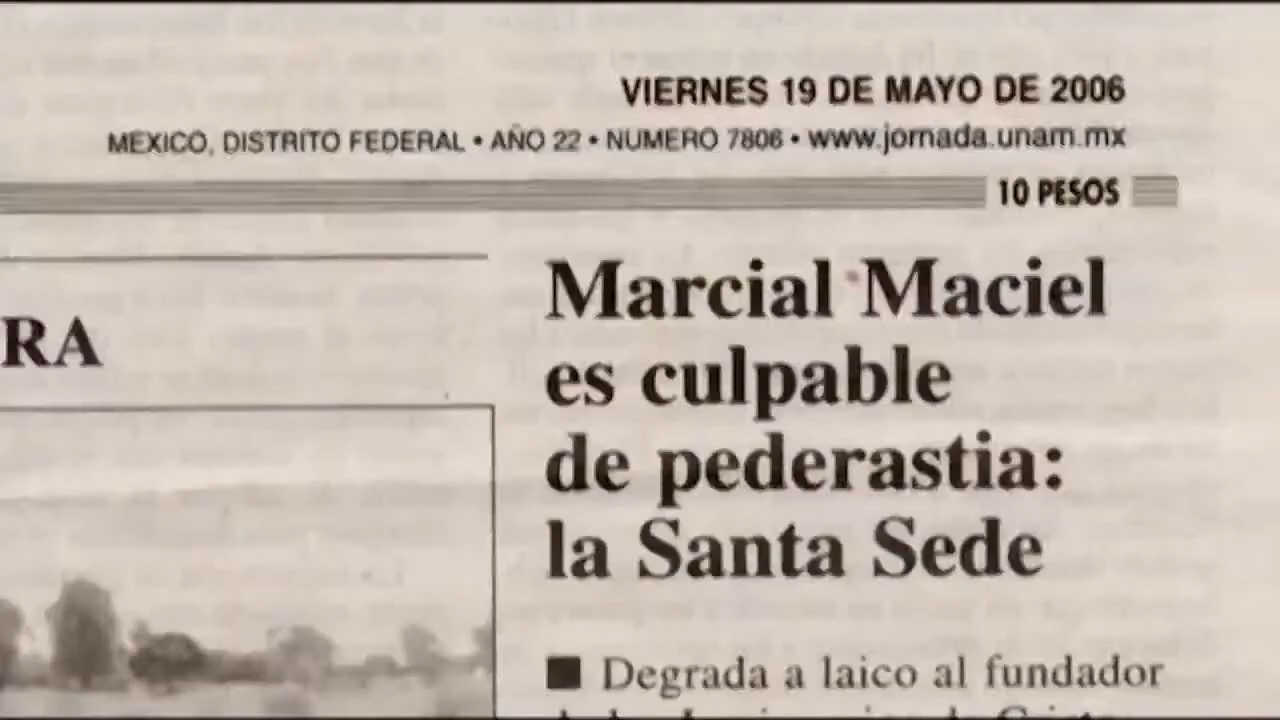 VIERNES 19 DE MAYO DE 2006
MEXICO, DISTRITO FEDERAL • AÑO 22 • NUMERO 7806 • www.jornada.unam.mx
10 PESOS
RA
Marcial Maciel
es culpable
de pederastia:
la Santa Sede
■ Degrada a laico al fundador